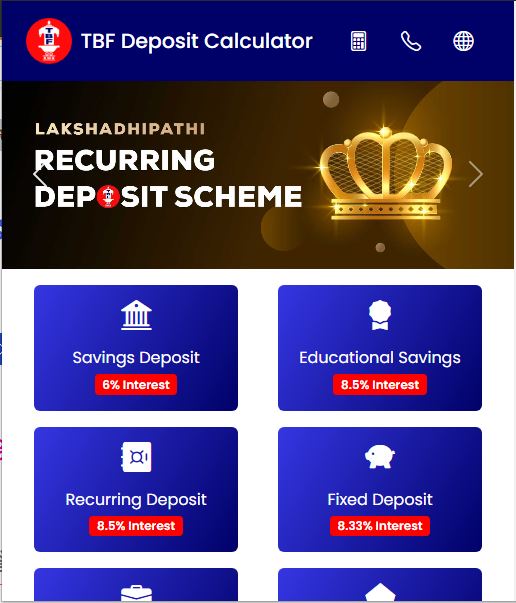 TBF
TBF Deposit Calculator
LAKSHADHIPATHI
RECURRING
DEPOSIT SCHEME
Savings Deposit
6% Interest
Educational Savings
8.5% Interest
Recurring Deposit
8.5% Interest
Fixed Deposit
8.33% Interest